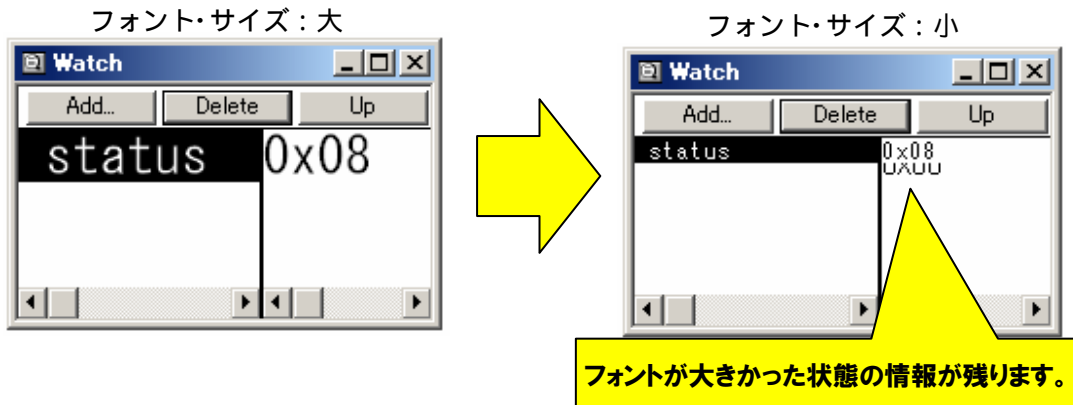 フォント・サイズ：大
Watch
Add... Delete Up
status 0x08
フォント・サイズ：小
Watch
Add... Delete Up
status 0x08
フォントが大きかった状態の情報が残ります。